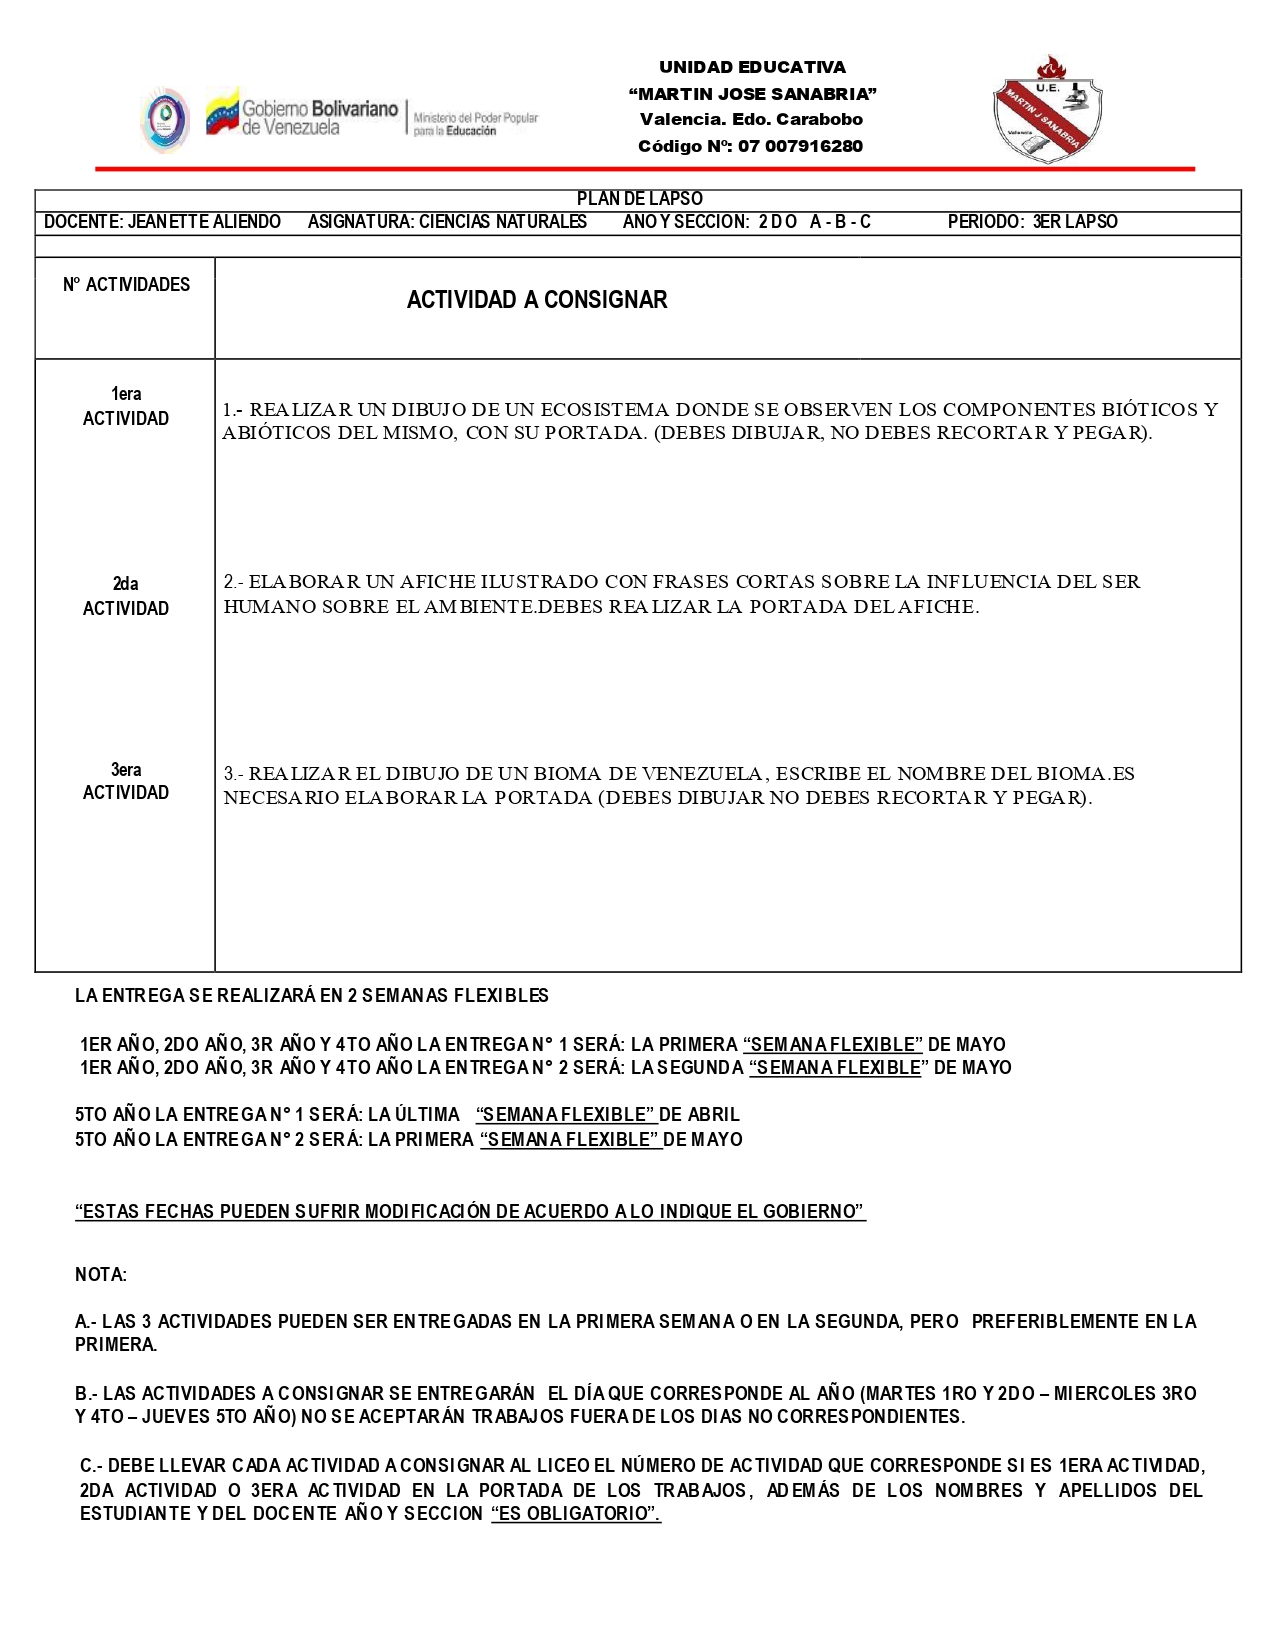 UNIDAD EDUCATIVA
“MARTIN JOSE SANABRIA”
Valencia. Edo. Carabobo
Código Nº: 07 007916280
Gobierno Bolivariano
de Venezuela
Ministerio del Poder Popular
para la Educación
U.E.
MARTIN J SANABRIA
Valencia
PLAN DE LAPSO
DOCENTE: JEANETTE ALIENDO ASIGNATURA: CIENCIAS NATURALES ANO Y SECCION: 2 D O A - B - C PERIODO: 3ER LAPSO
Nº ACTIVIDADES
ACTIVIDAD A CONSIGNAR
1era
ACTIVIDAD
1.- REALIZAR UN DIBUJO DE UN ECOSISTEMA DONDE SE OBSERVEN LOS COMPONENTES BIÓTICOS Y
ABIÓTICOS DEL MISMO, CON SU PORTADA. (DEBES DIBUJAR, NO DEBES RECORTAR Y PEGAR).
2da
ACTIVIDAD
2.- ELABORAR UN AFICHE ILUSTRADO CON FRASES CORTAS SOBRE LA INFLUENCIA DEL SER
HUMANO SOBRE EL AMBIENTE.DEBES REALIZAR LA PORTADA DEL AFICHE.
3era
ACTIVIDAD
3.- REALIZAR EL DIBUJO DE UN BIOMA DE VENEZUELA, ESCRIBE EL NOMBRE DEL BIOMA.ES
NECESARIO ELABORAR LA PORTADA (DEBES DIBUJAR NO DEBES RECORTAR Y PEGAR).
LA ENTREGA SE REALIZARÁ EN 2 SEMANAS FLEXIBLES
1ER AÑO, 2DO AÑO, 3R AÑO Y 4TO AÑO LA ENTREGA N° 1 SERÁ: LA PRIMERA “SEMANA FLEXIBLE” DE MAYO
1ER AÑO, 2DO AÑO, 3R AÑO Y 4TO AÑO LA ENTREGA N° 2 SERÁ: LA SEGUNDA “SEMANA FLEXIBLE” DE MAYO
5TO AÑO LA ENTREGA N° 1 SERÁ: LA ÚLTIMA “SEMANA FLEXIBLE” DE ABRIL
5TO AÑO LA ENTREGA N° 2 SERÁ: LA PRIMERA “SEMANA FLEXIBLE” DE MAYO
“ESTAS FECHAS PUEDEN SUFRIR MODIFICACIÓN DE ACUERDO A LO INDIQUE EL GOBIERNO”
NOTA:
A.- LAS 3 ACTIVIDADES PUEDEN SER ENTREGADAS EN LA PRIMERA SEMANA O EN LA SEGUNDA, PERO PREFERIBLEMENTE EN LA
PRIMERA.
B.- LAS ACTIVIDADES A CONSIGNAR SE ENTREGARÁN EL DÍA QUE CORRESPONDE AL AÑO (MARTES 1RO Y 2DO – MIERCOLES 3RO
Y 4TO – JUEVES 5TO AÑO) NO SE ACEPTARÁN TRABAJOS FUERA DE LOS DIAS NO CORRESPONDIENTES.
C.- DEBE LLEVAR CADA ACTIVIDAD A CONSIGNAR AL LICEO EL NÚMERO DE ACTIVIDAD QUE CORRESPONDE SI ES 1ERA ACTIVIDAD,
2DA ACTIVIDAD O 3ERA ACTIVIDAD EN LA PORTADA DE LOS TRABAJOS, ADEMÁS DE LOS NOMBRES Y APELLIDOS DEL
ESTUDIANTE Y DEL DOCENTE AÑO Y SECCION “ES OBLIGATORIO”.